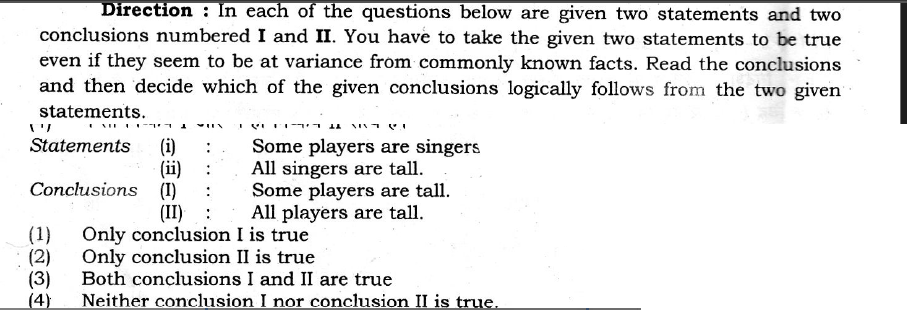 Direction : In each of the questions below are given two statements and two
conclusions numbered I and II. You have to take the given two statements to be true
even if they seem to be at variance from commonly known facts. Read the conclusions
and then decide which of the given conclusions logically follows from the two given
statements.
Statements (i) : Some players are singers
(ii) : All singers are tall.
Conclusions (I) : Some players are tall.
(II) : All players are tall.
(1) Only conclusion I is true
(2) Only conclusion II is true
(3) Both conclusions I and II are true
(4) Neither conclusion I nor conclusion II is true.